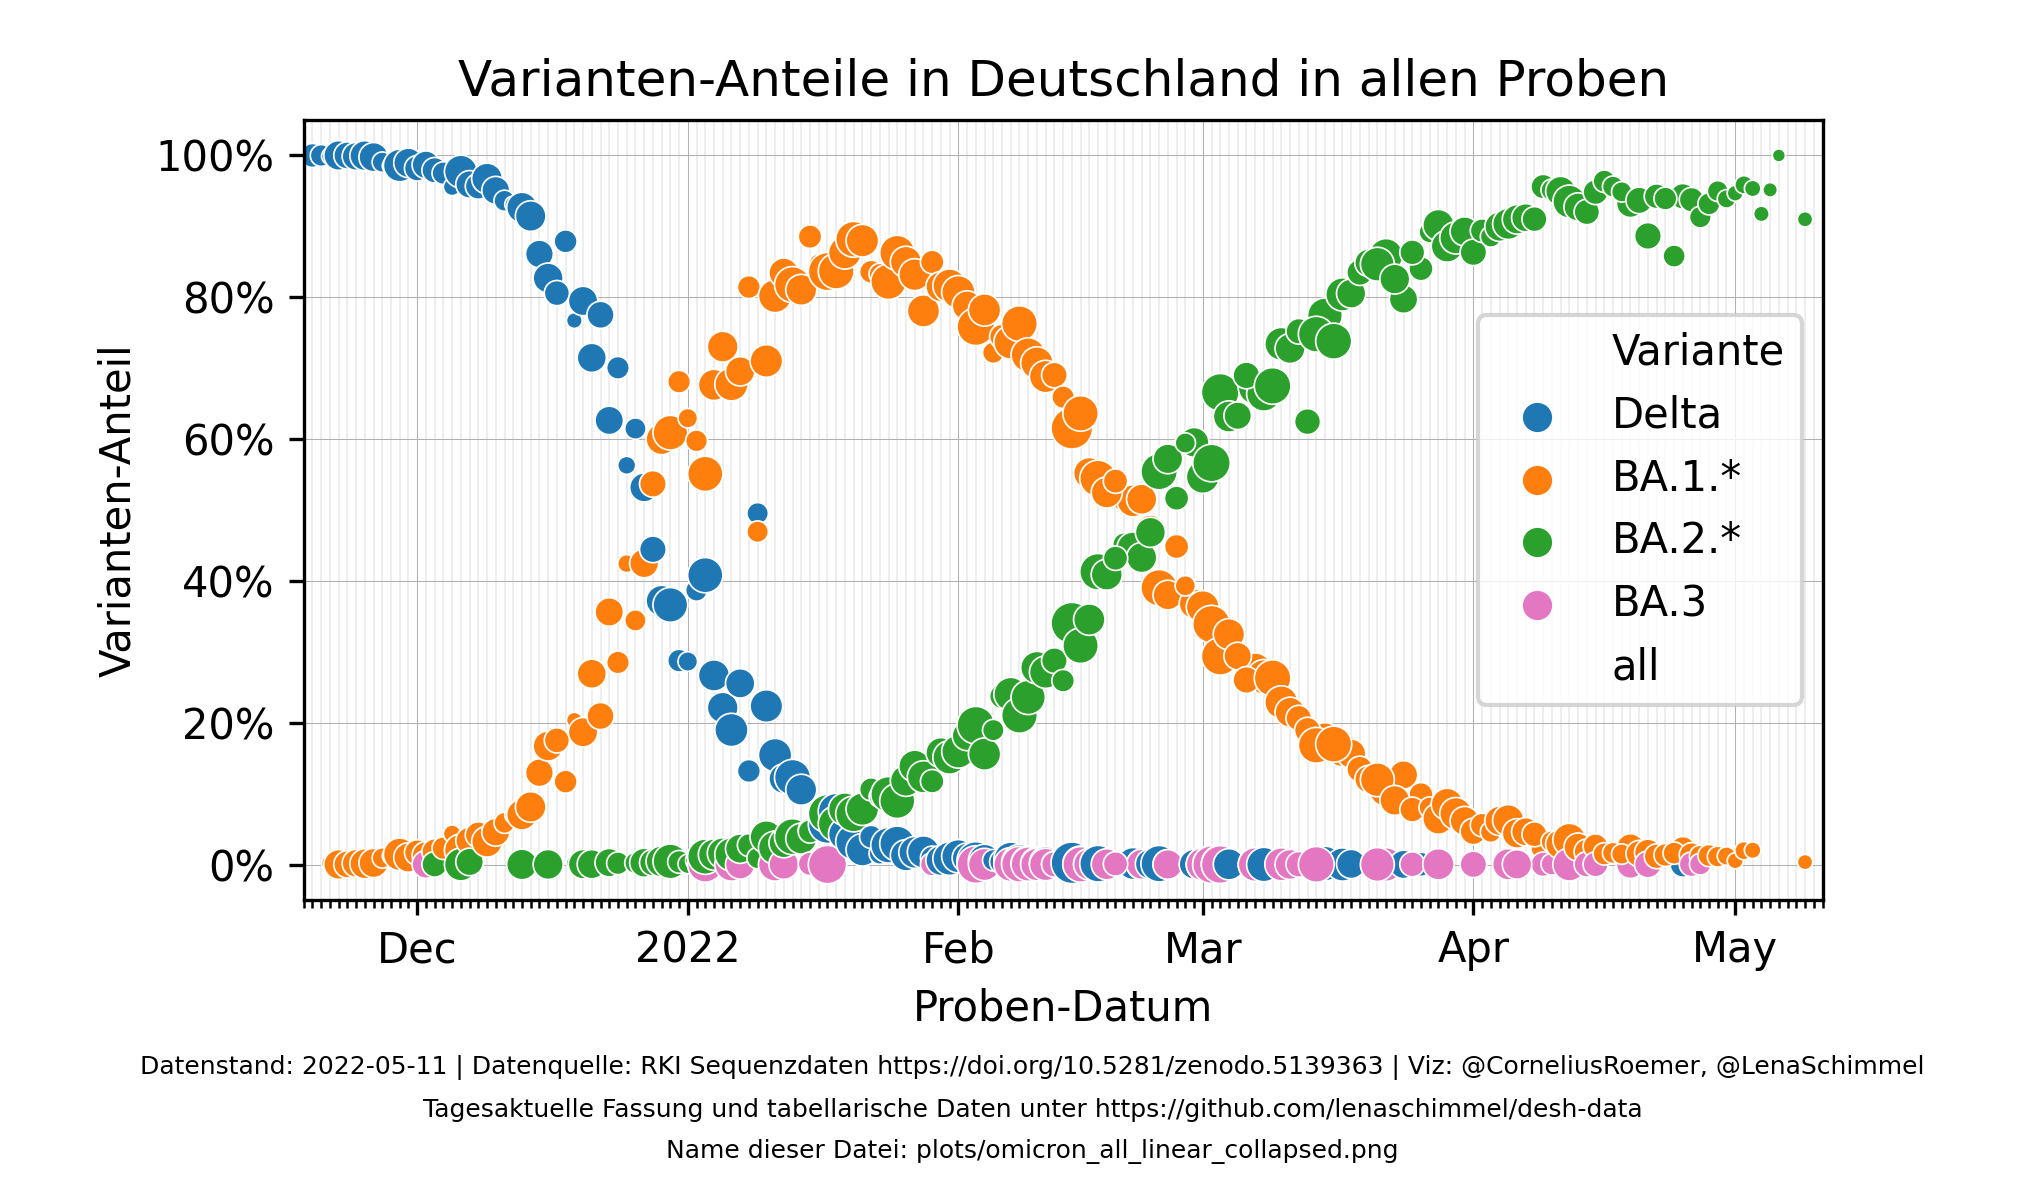 Varianten-Anteile in Deutschland in allen Proben
Varianten-Anteil
100%
80%
60%
40%
20%
0%
Variante
Delta
BA.1.*
BA.2.*
BA.3
all
Dec
2022
Feb
Mar
Apr
May
Proben-Datum
Datenstand: 2022-05-11 | Datenquelle: RKI Sequenzdaten https://doi.org/10.5281/zenodo.5139363 | Viz: @CorneliusRoemer, @LenaSchimmel
Tagesaktuelle Fassung und tabellarische Daten unter https://github.com/lenaschimmel/desh-data
Name dieser Datei: plots/omicron_all_linear_collapsed.png